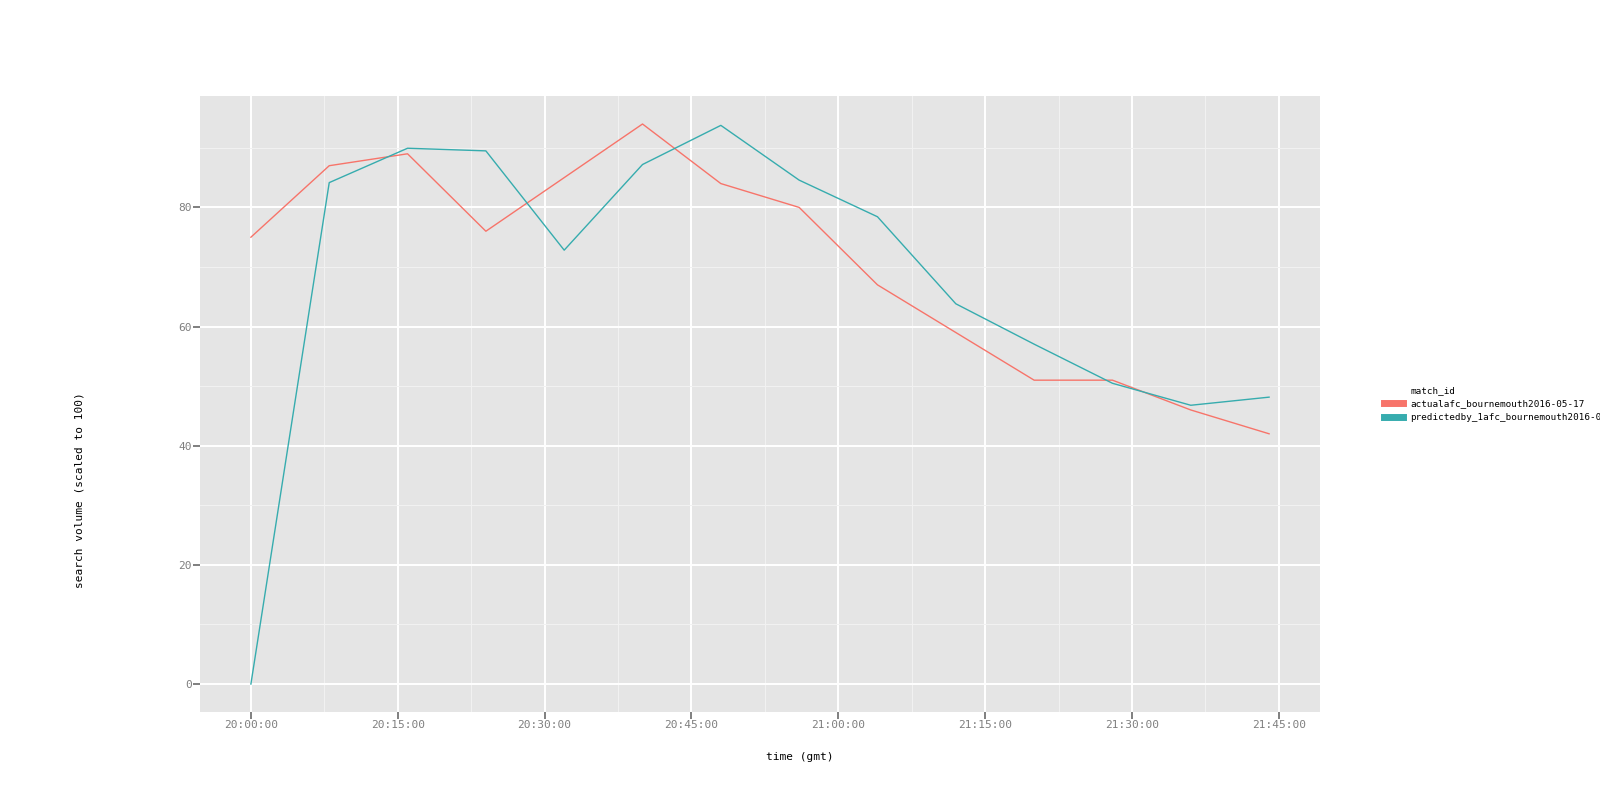 80
60
40
20
0
search volume (scaled to 100)
20:00:00 20:15:00 20:30:00 20:45:00 21:00:00 21:15:00 21:30:00 21:45:00
time (gmt)
match_id
actualafc_bournemouth2016-05-17
predictedby_1afc_bournemouth2016-0